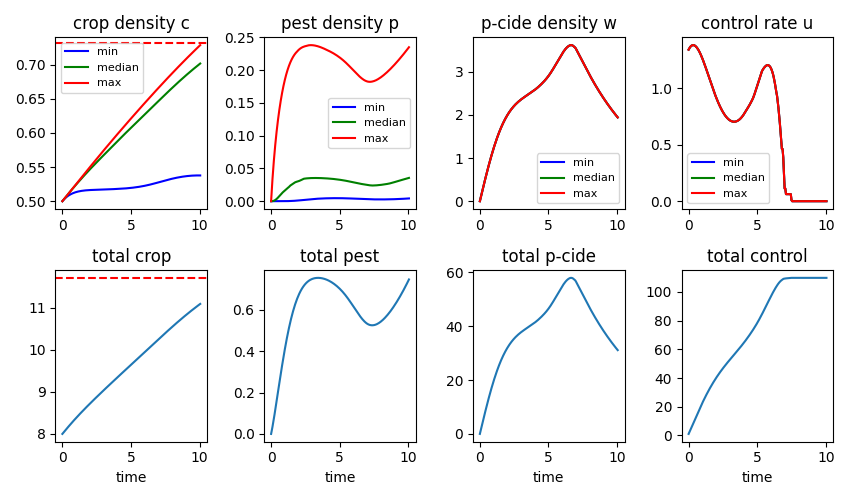 crop density c
pest density p
p-cide density w
control rate u
0.70
0.65
0.60
0.55
0.50
0
5
10
min
median
max
0.25
0.20
0.15
0.10
0.05
0.00
0
5
10
min
median
max
3
2
1
0
0
5
10
min
median
max
1.0
0.5
0.0
0
5
10
min
median
max
total crop
total pest
total p-cide
total control
11
10
9
8
0
5
10
time
0.6
0.4
0.2
0.0
0
5
10
time
60
40
20
0
0
5
10
time
100
80
60
40
20
0
0
5
10
time